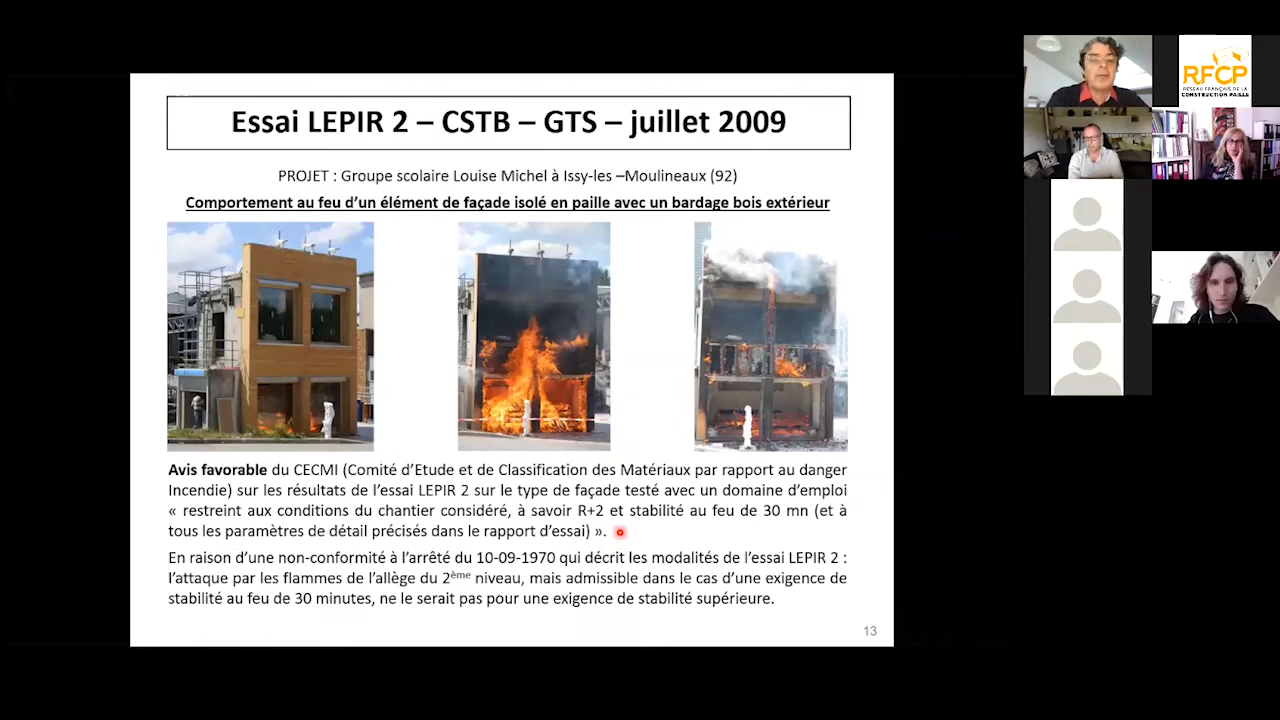 Essai LEPIR 2 – CSTB – GTS – juillet 2009
PROJET : Groupe scolaire Louise Michel à Issy-les –Moulineaux (92)
Comportement au feu d'un élément de façade isolé en paille avec un bardage bois extérieur
Avis favorable du CECMI (Comité d'Etude et de Classification des Matériaux par rapport au danger
Incendie) sur les résultats de l'essai LEPIR 2 sur le type de façade testé avec un domaine d'emploi
« restreint aux conditions du chantier considéré, à savoir R+2 et stabilité au feu de 30 mn (et à
tous les paramètres de détail précisés dans le rapport d'essai) ».
En raison d'une non-conformité à l'arrêté du 10-09-1970 qui décrit les modalités de l'essai LEPIR 2 :
l'attaque par les flammes de l'allège du 2ème niveau, mais admissible dans le cas d'une exigence de
stabilité au feu de 30 minutes, ne le serait pas pour une exigence de stabilité supérieure.
13
RFCP
RÉSEAU FRANÇAIS DE LA
CONSTRUCTION PAILLE